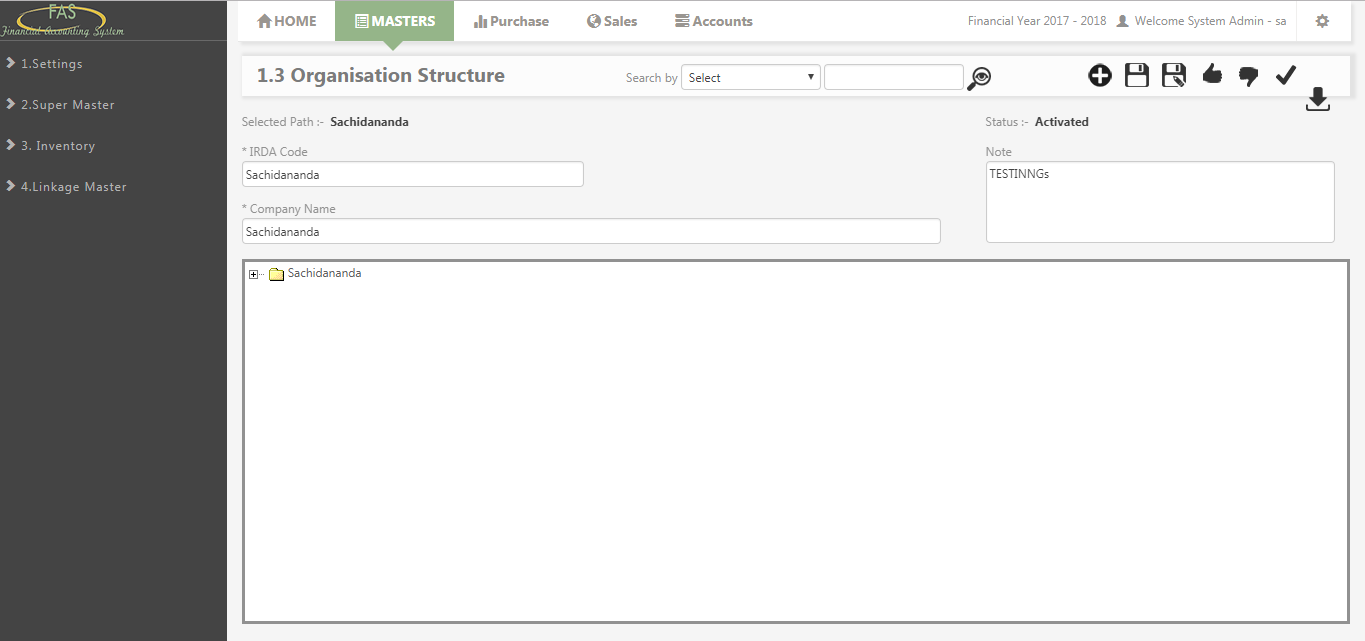 FAS
Financial Accounting System
HOME
MASTERS
Purchase
Sales
Accounts
Financial Year 2017 - 2018
Welcome System Admin - sa
1.Settings
2.Super Master
3. Inventory
4.Linkage Master
1.3 Organisation Structure
Search by
Select
Selected Path :- Sachidananda
Status :- Activated
* IRDA Code
Sachidananda
Note
TESTINNGs
* Company Name
Sachidananda
Sachidananda